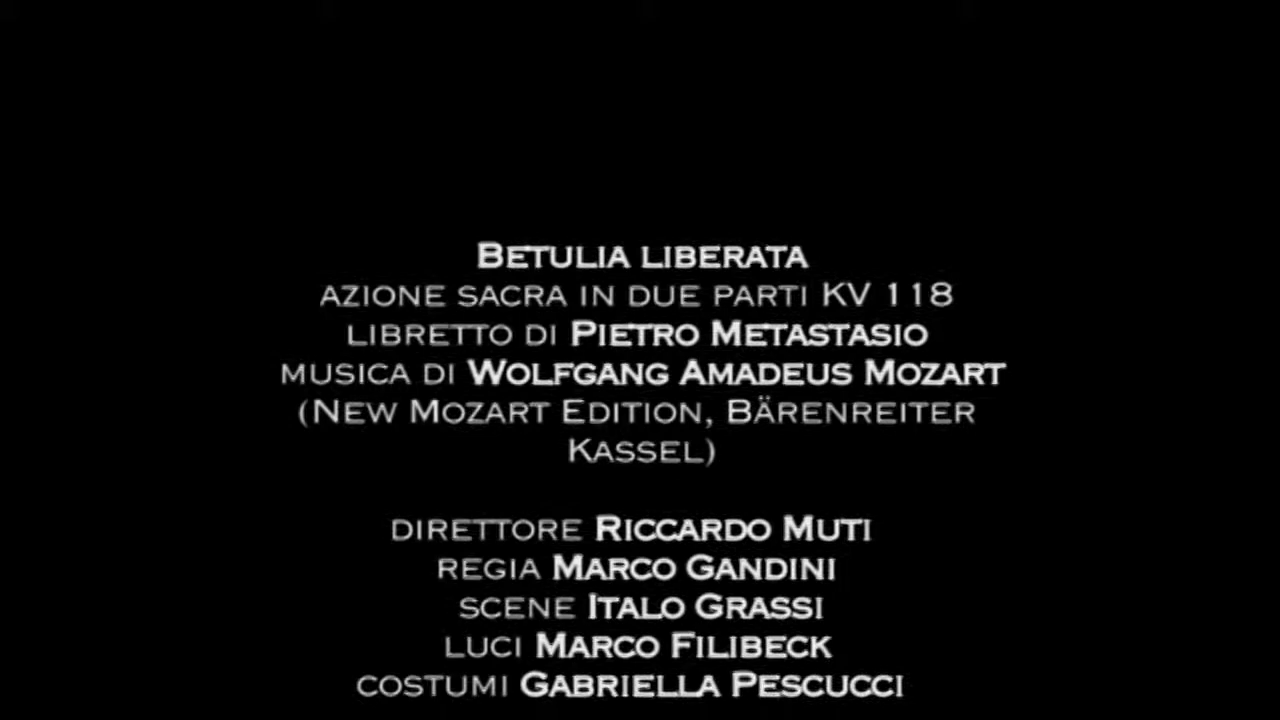 Betulia liberata
azione sacra in due parti KV 118
libretto di Pietro Metastasio
musica di Wolfgang Amadeus Mozart
(New Mozart Edition, Bärenreiter
Kassel)
direttore Riccardo Muti
regia Marco Gandini
scene Italo Grassi
luci Marco Filibeck
costumi Gabriella Pescucci